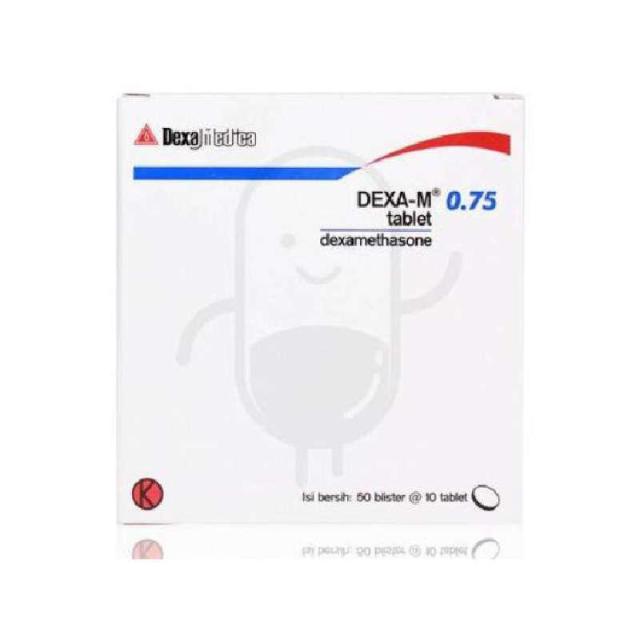 Dexa Medica
DEXA-M® 0.75
tablet
dexamethasone
K
Isi bersih: 50 blister @ 10 tablet